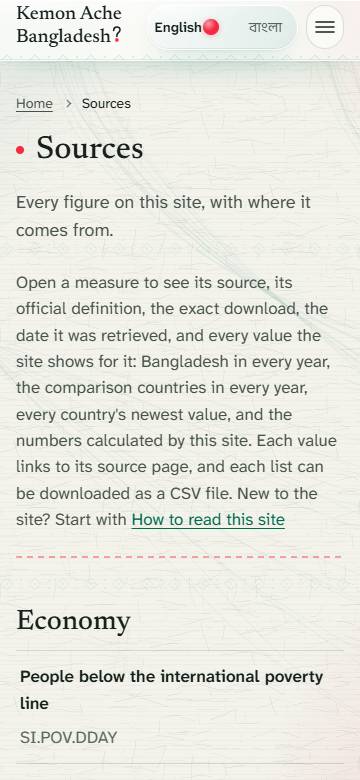 Kemon Ache
Bangladesh?
English
বাংলা
Home > Sources
Sources
Every figure on this site, with where it
comes from.
Open a measure to see its source, its
official definition, the exact download, the
date it was retrieved, and every value the
site shows for it: Bangladesh in every year,
the comparison countries in every year,
every country's newest value, and the
numbers calculated by this site. Each value
links to its source page, and each list can
be downloaded as a CSV file. New to the
site? Start with How to read this site
Economy
People below the international poverty
line
SI.POV.DDAY